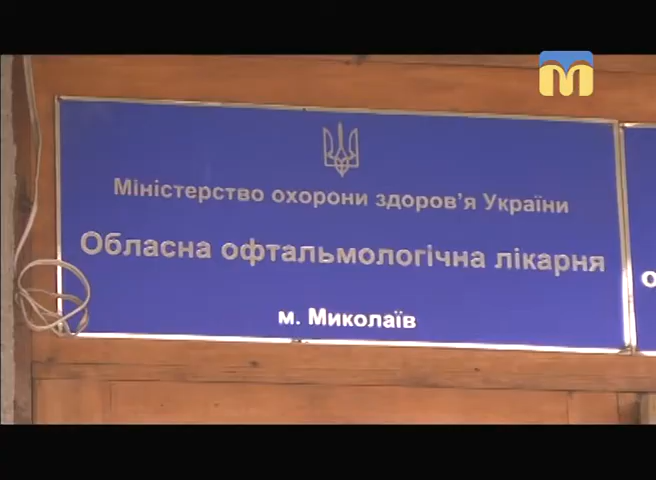 М
Міністерство охорони здоров'я України
Обласна офтальмологічна лікарня
м. Миколаїв